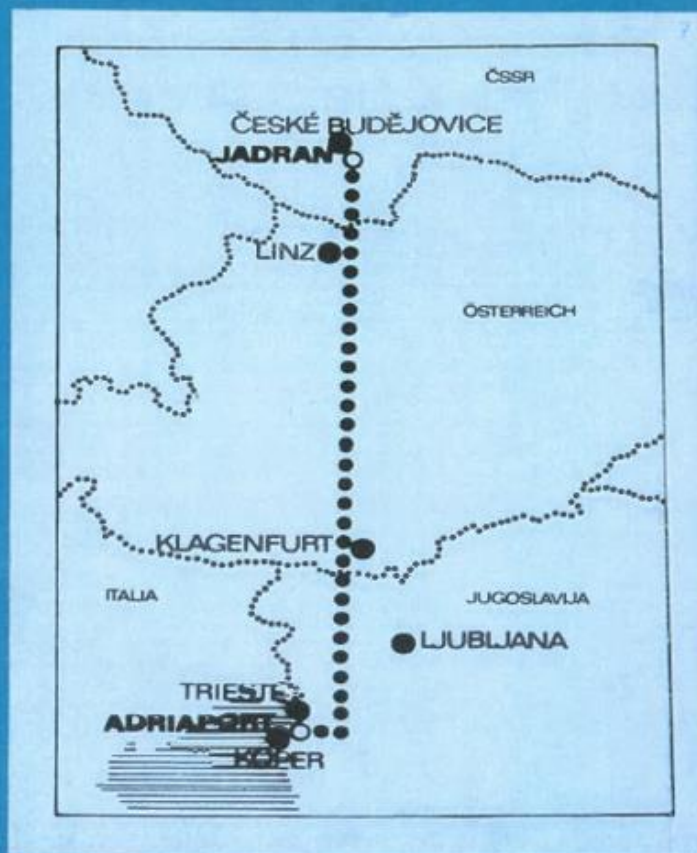 ČSSR
ČESKÉ BUDĚJOVICE
JADRAN
LINZ
ÖSTERREICH
KLAGENFURT
ITALIA
JUGOSLAVIJA
LJUBLJANA
TRIESTE
ADRIAPORT
KOPER